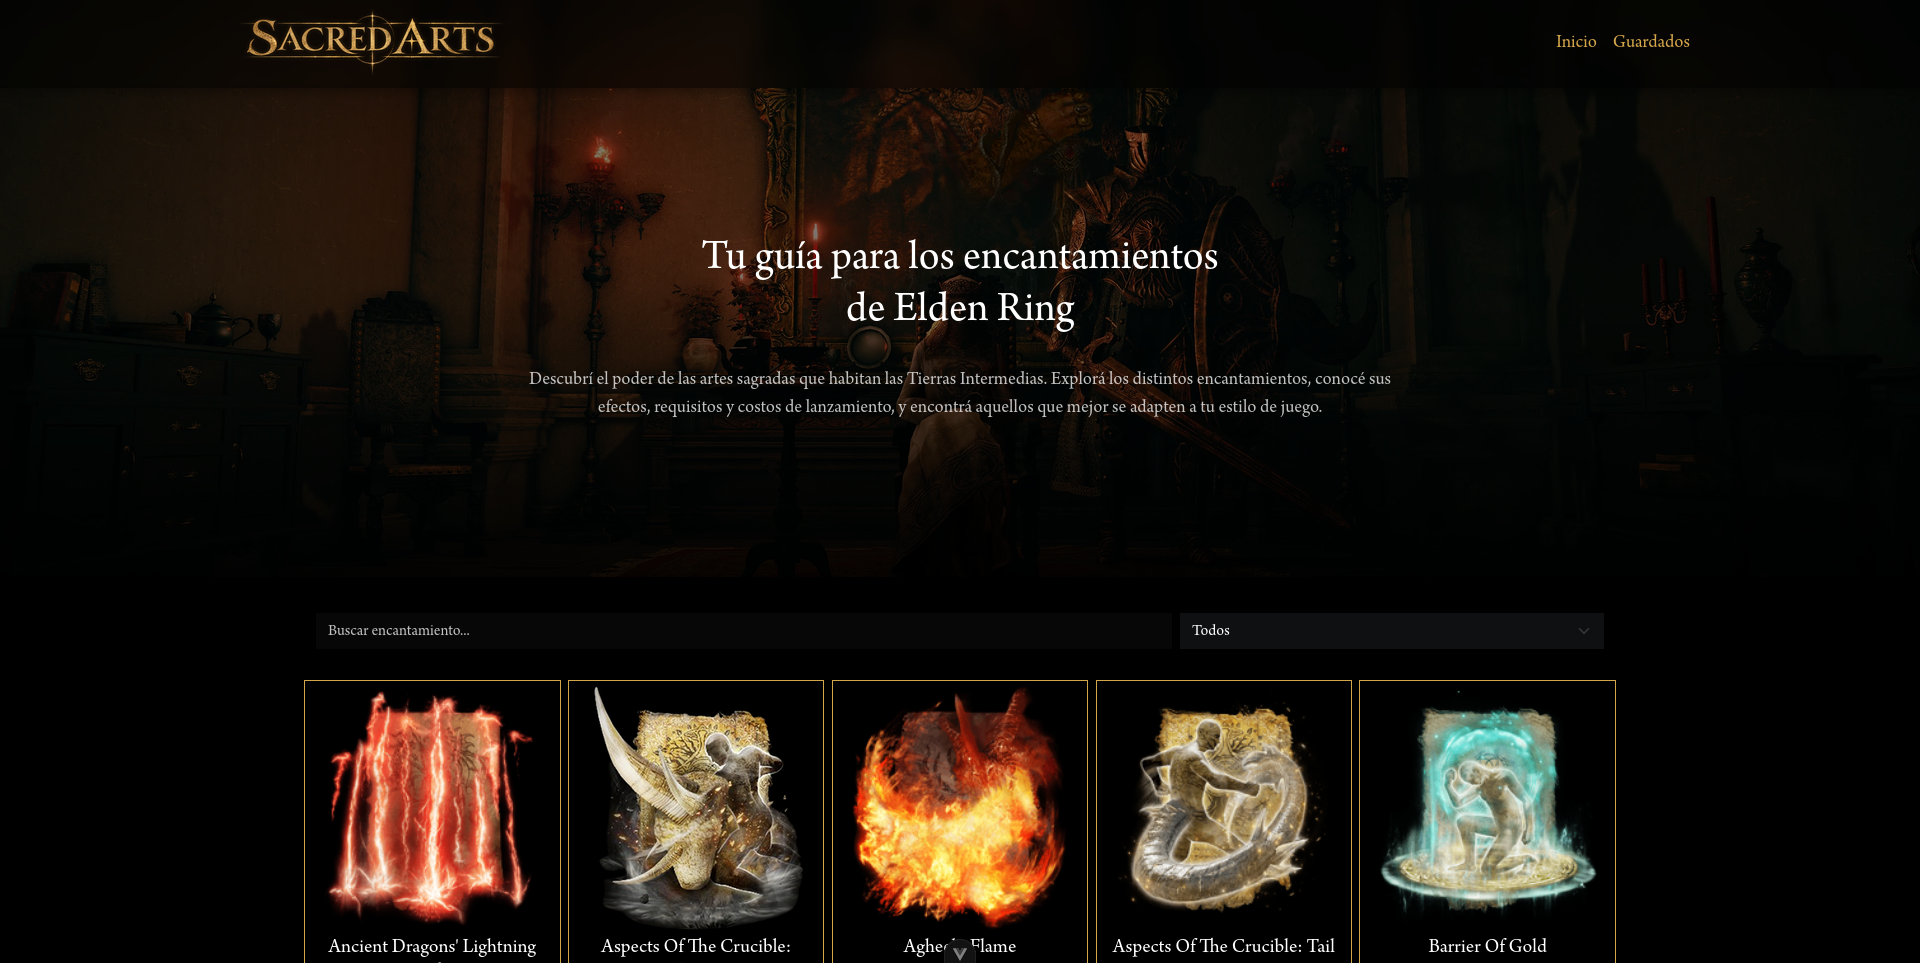 SACRED ARTS
Inicio Guardados
Tu guía para los encantamientos
de Elden Ring
Descubrí el poder de las artes sagradas que habitan las Tierras Intermedias. Explorá los distintos encantamientos, conocé sus
efectos, requisitos y costos de lanzamiento, y encontrá aquellos que mejor se adapten a tu estilo de juego.
Buscar encantamiento...
Todos
Ancient Dragons' Lightning
Aspects Of The Crucible:
Flame
Aspects Of The Crucible: Tail
Barrier Of Gold